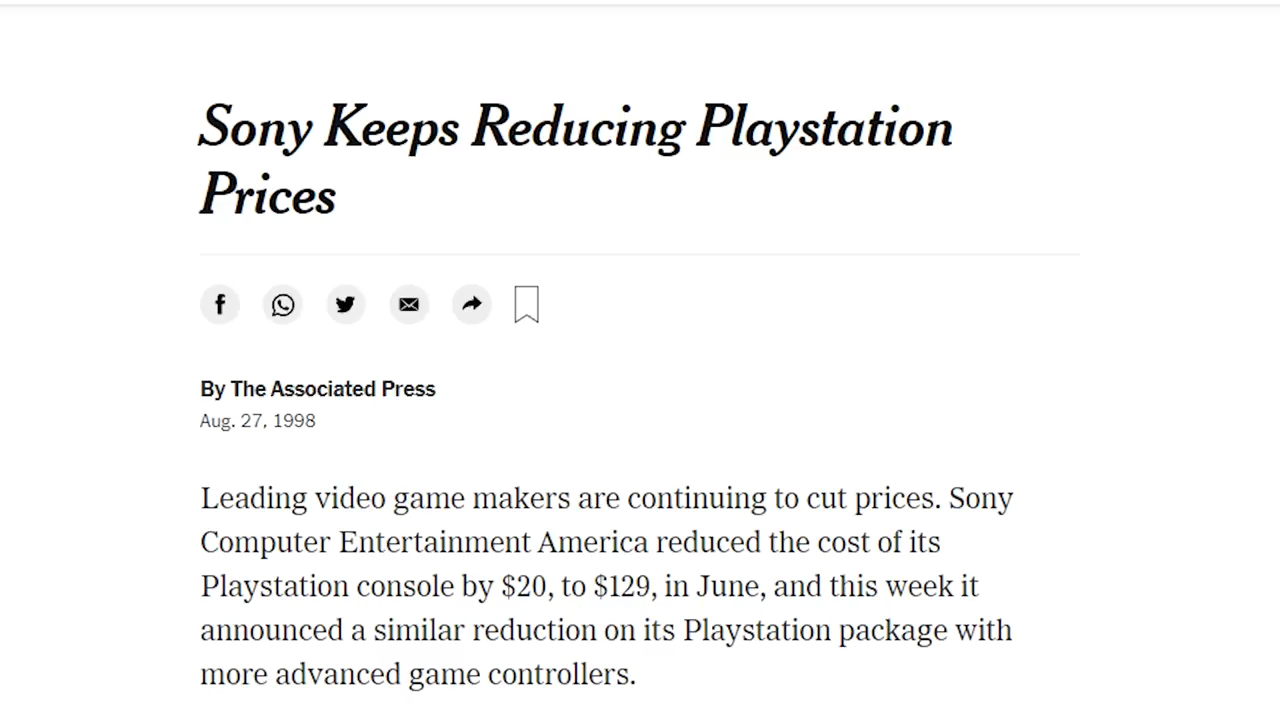 Sony Keeps Reducing Playstation
Prices
By The Associated Press
Aug. 27, 1998
Leading video game makers are continuing to cut prices. Sony
Computer Entertainment America reduced the cost of its
Playstation console by $20, to $129, in June, and this week it
announced a similar reduction on its Playstation package with
more advanced game controllers.